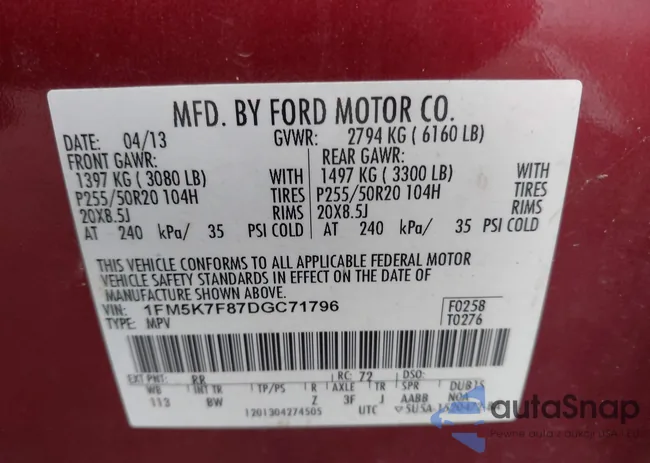 MFD. BY FORD MOTOR CO.
DATE: 04/13 GVWR: 2794 KG ( 6160 LB)
FRONT GAWR: REAR GAWR:
1397 KG ( 3080 LB) WITH 1497 KG ( 3300 LB) WITH
P255/50R20 104H TIRES P255/50R20 104H TIRES
20X8.5J RIMS 20X8.5J RIMS
AT 240 kPa/ 35 PSI COLD AT 240 kPa/ 35 PSI COLD
THIS VEHICLE CONFORMS TO ALL APPLICABLE FEDERAL MOTOR
VEHICLE SAFETY STANDARDS IN EFFECT ON THE DATE OF
MANUFACTURE SHOWN ABOVE.
VIN: 1FM5K7F87DGC71796 F0258
TYPE: MPV T0276
EXT PNT: RR RC: 72 DSO:
WB INT TR TP/PS R AXLE TR SPR DUB15
113 BW Z 3F J AABB NOA
1201304274505 UTC
autaSnap